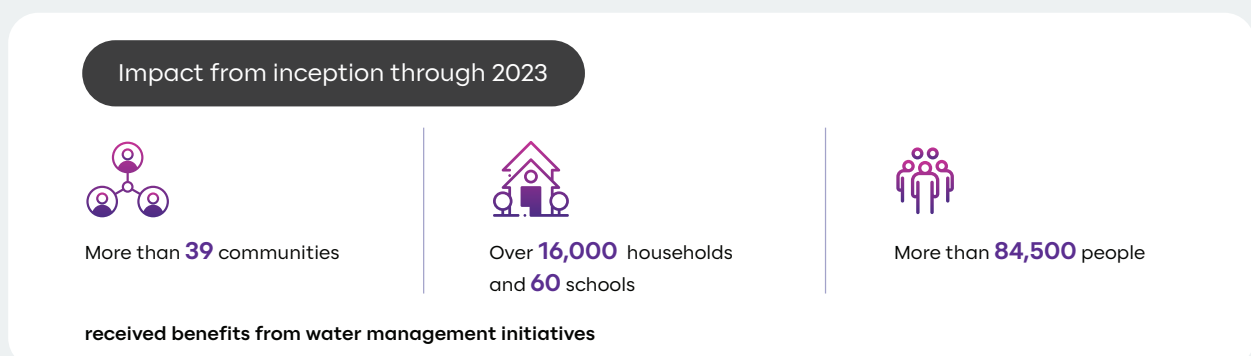 Impact from inception through 2023
More than 39 communities
Over 16,000 households
and 60 schools
More than 84,500 people
received benefits from water management initiatives